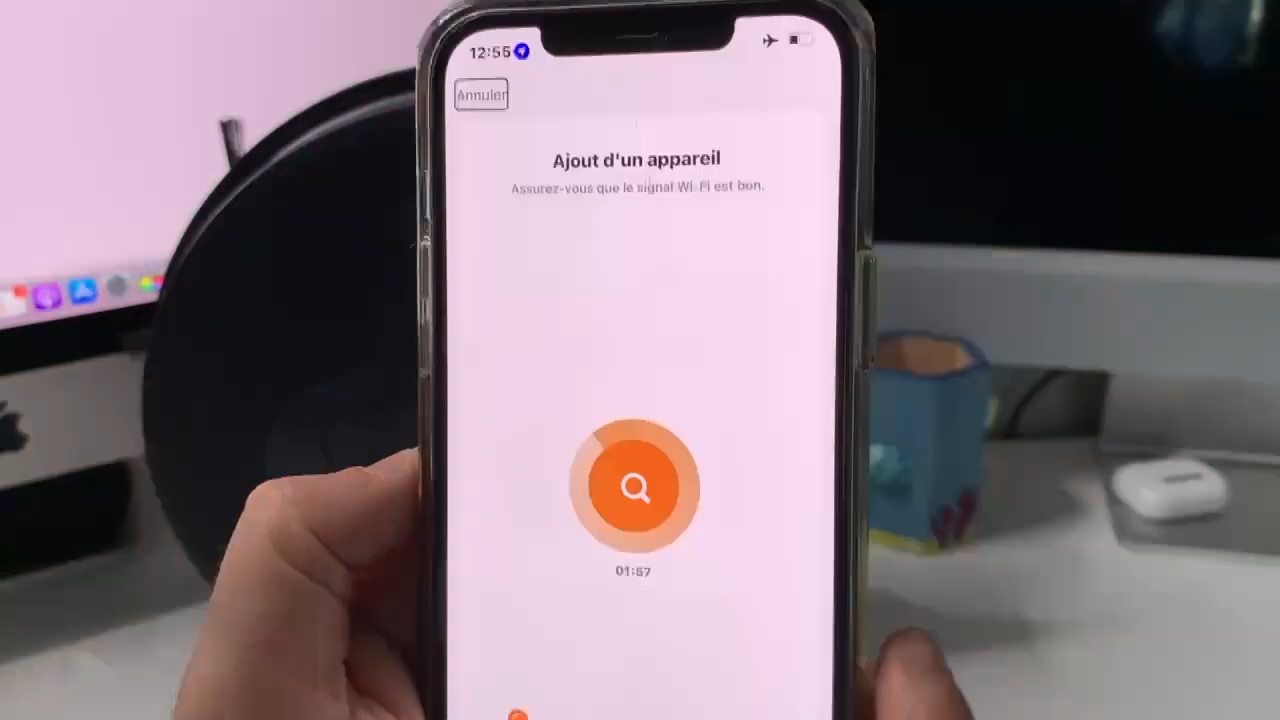 12:55
Annuler
Ajout d'un appareil
Assurez-vous que le signal Wi-Fi est bon.
01:57